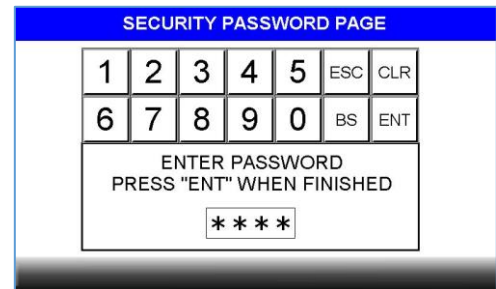 SECURITY PASSWORD PAGE
1 2 3 4 5 ESC CLR
6 7 8 9 0 BS ENT
ENTER PASSWORD
PRESS "ENT" WHEN FINISHED
****